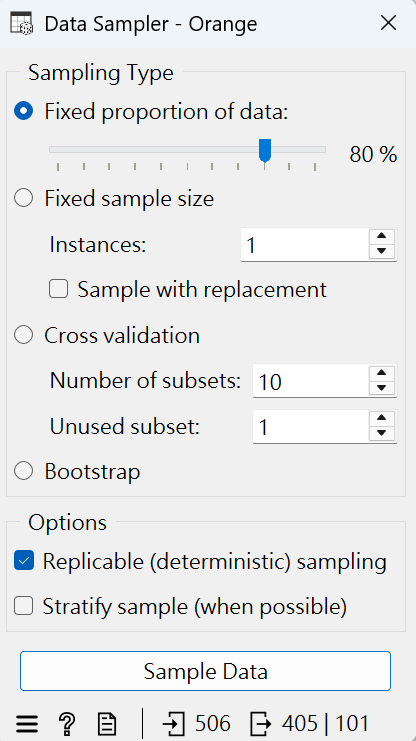 Data Sampler - Orange
Sampling Type
Fixed proportion of data:
80 %
Fixed sample size
Instances: 1
Sample with replacement
Cross validation
Number of subsets: 10
Unused subset: 1
Bootstrap
Options
Replicable (deterministic) sampling
Stratify sample (when possible)
Sample Data
? 506 405 | 101